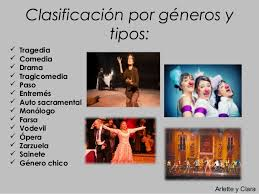 Clasificación por géneros y
tipos:
Tragedia
Comedia
Drama
Tragicomedia
Paso
Entremés
Auto sacramental
Monólogo
Farsa
Vodevil
Ópera
Zarzuela
Sainete
Género chico
Arlette y Clara